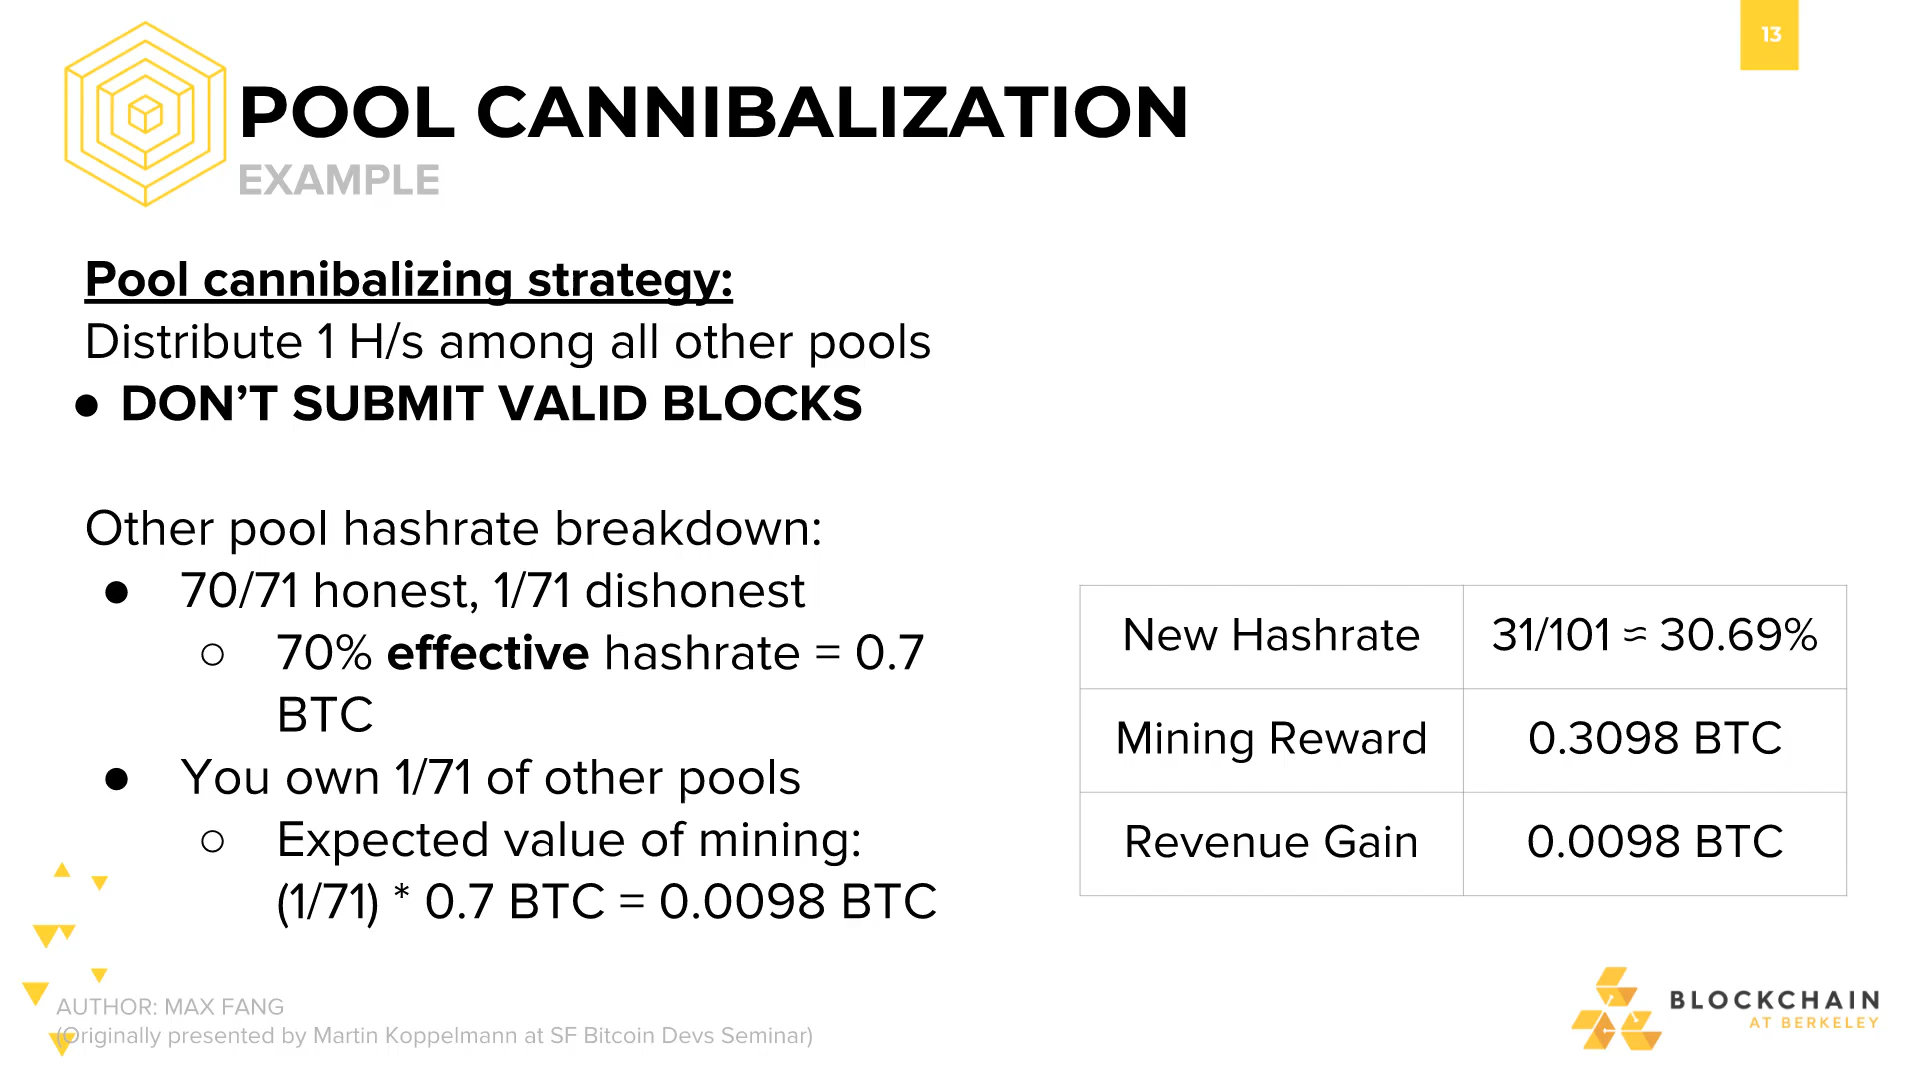 13
POOL CANNIBALIZATION
EXAMPLE
Pool cannibalizing strategy:
Distribute 1 H/s among all other pools
● DON’T SUBMIT VALID BLOCKS
Other pool hashrate breakdown:
● 70/71 honest, 1/71 dishonest
○ 70% effective hashrate = 0.7
BTC
● You own 1/71 of other pools
○ Expected value of mining:
(1/71) * 0.7 BTC = 0.0098 BTC
New Hashrate 31/101 ≈ 30.69%
Mining Reward 0.3098 BTC
Revenue Gain 0.0098 BTC
AUTHOR: MAX FANG
(Originally presented by Martin Koppelmann at SF Bitcoin Devs Seminar)
BLOCKCHAIN
AT BERKELEY